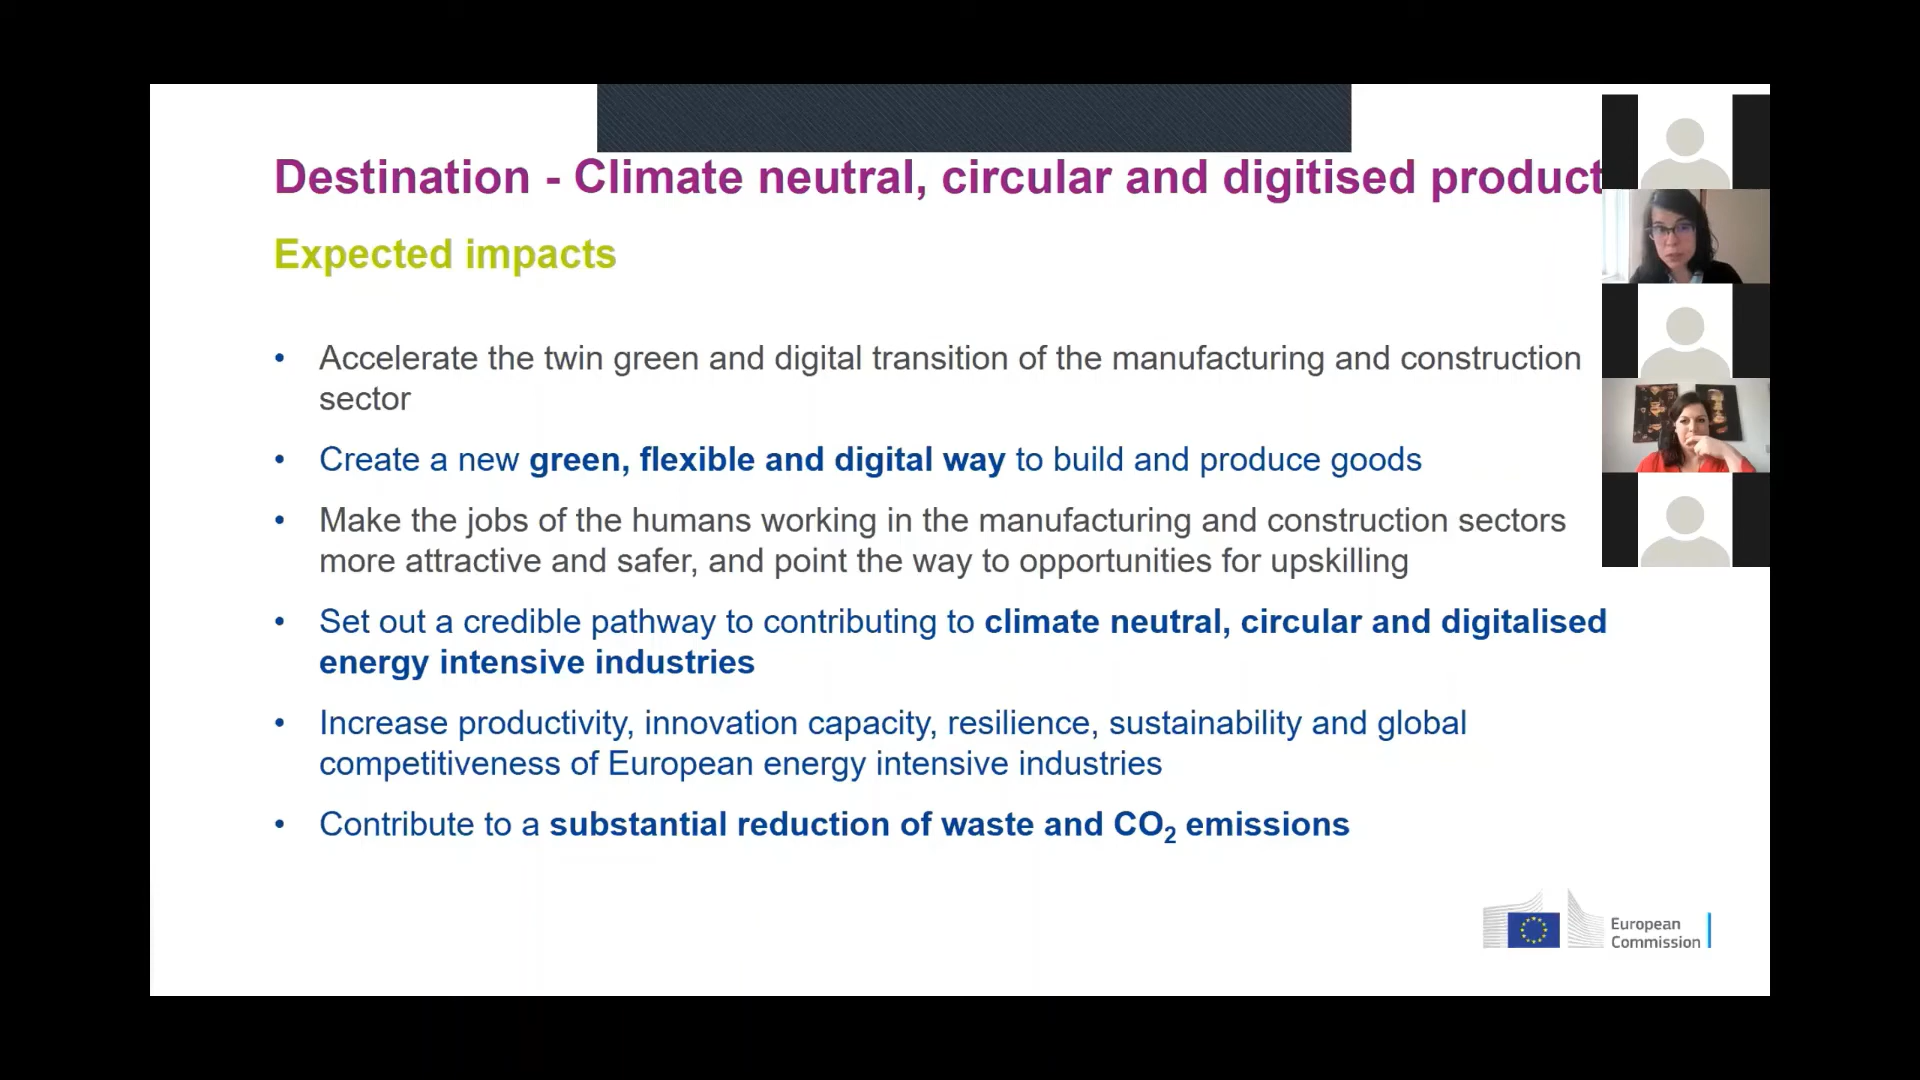 Destination - Climate neutral, circular and digitised product
Expected impacts
• Accelerate the twin green and digital transition of the manufacturing and construction
sector
• Create a new green, flexible and digital way to build and produce goods
• Make the jobs of the humans working in the manufacturing and construction sectors
more attractive and safer, and point the way to opportunities for upskilling
• Set out a credible pathway to contributing to climate neutral, circular and digitalised
energy intensive industries
• Increase productivity, innovation capacity, resilience, sustainability and global
competitiveness of European energy intensive industries
• Contribute to a substantial reduction of waste and CO₂ emissions
European
Commission